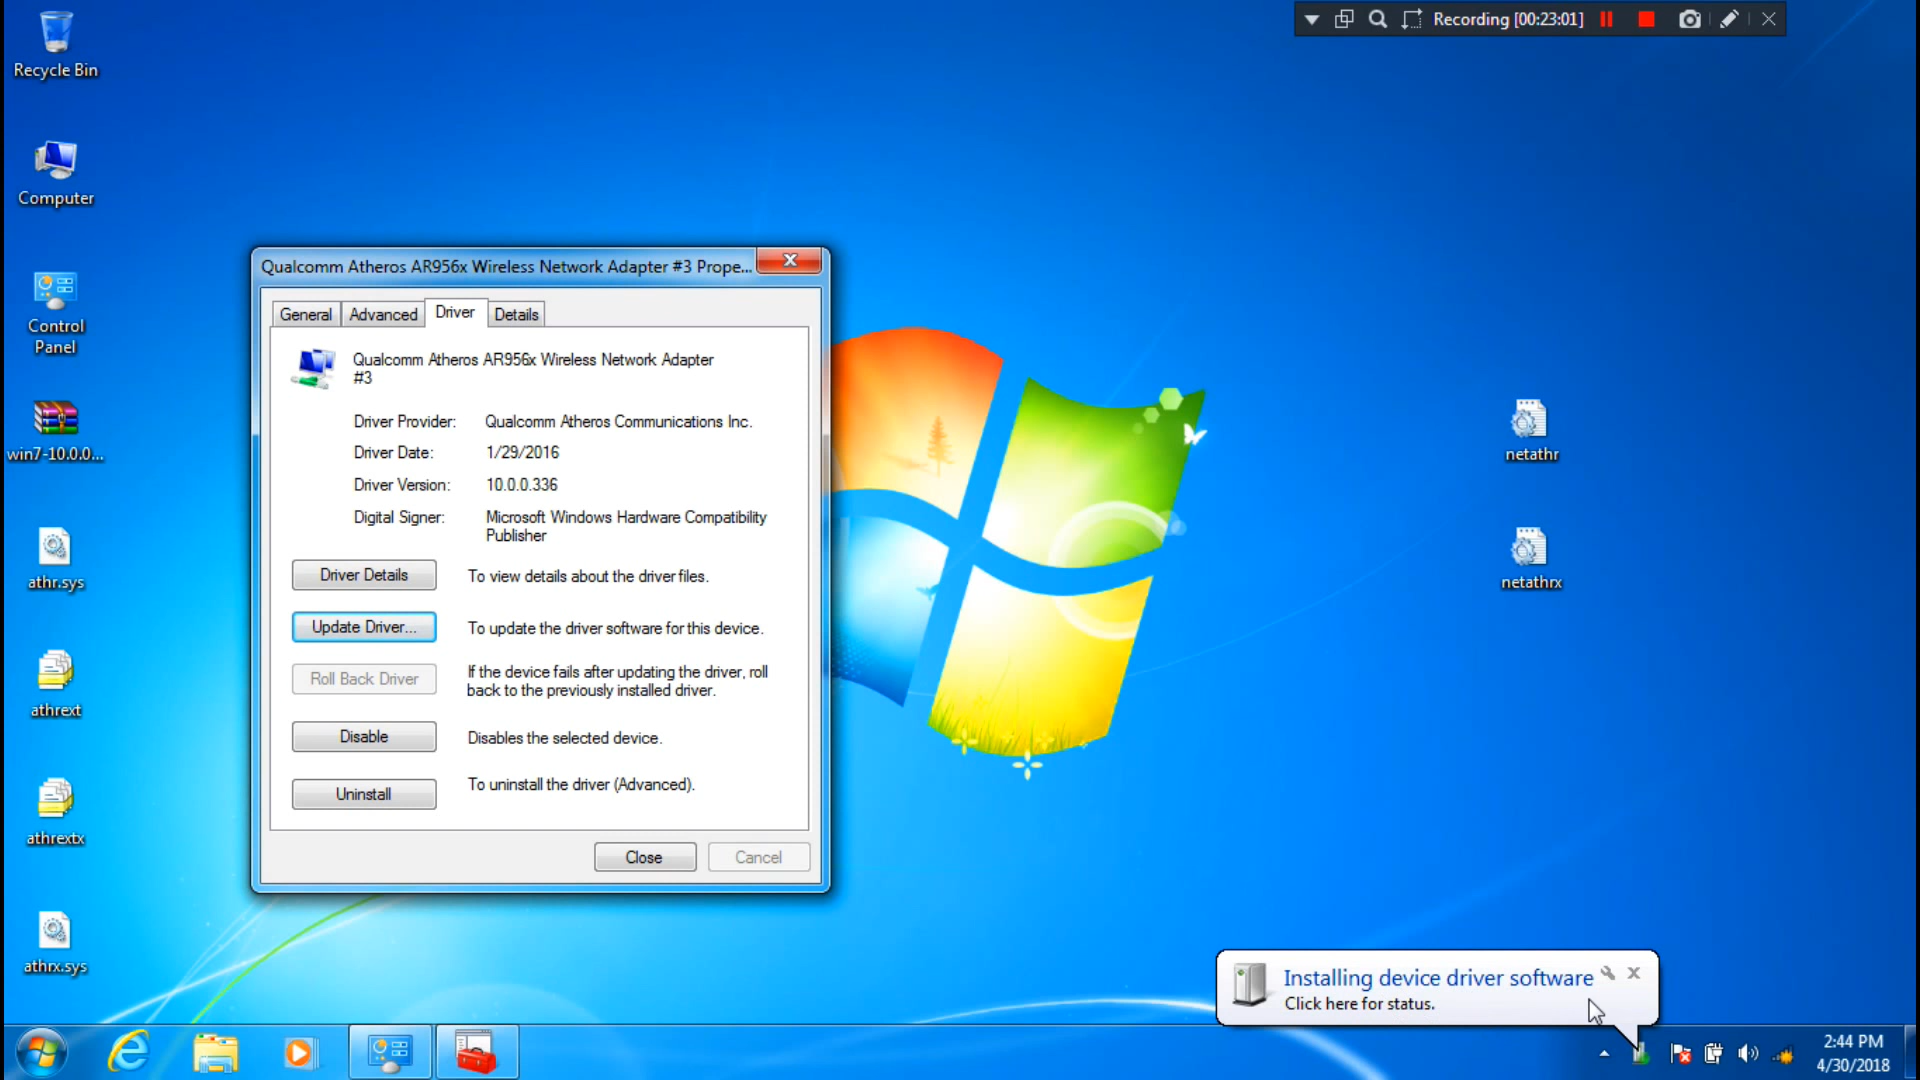 Recording [00:23:01]
Recycle Bin
Computer
Control
Panel
win7-10.0.0...
athr.sys
athrext
athrextx
athrx.sys
Qualcomm Atheros AR956x Wireless Network Adapter #3 Prope...
General
Advanced
Driver
Details
Qualcomm Atheros AR956x Wireless Network Adapter
#3
Driver Provider: Qualcomm Atheros Communications Inc.
Driver Date: 1/29/2016
Driver Version: 10.0.0.336
Digital Signer: Microsoft Windows Hardware Compatibility
Publisher
Driver Details
To view details about the driver files.
Update Driver...
To update the driver software for this device.
Roll Back Driver
If the device fails after updating the driver, roll
back to the previously installed driver.
Disable
Disables the selected device.
Uninstall
To uninstall the driver (Advanced).
Close
Cancel
netathr
netathrx
Installing device driver software
Click here for status.
2:44 PM
4/30/2018